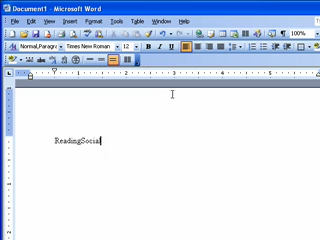 Document1 - Microsoft Word
File Edit View Insert Format Tools Table Window Help
100%
Normal,Paragr Times New Roman 12 B I U
ReadingSocial